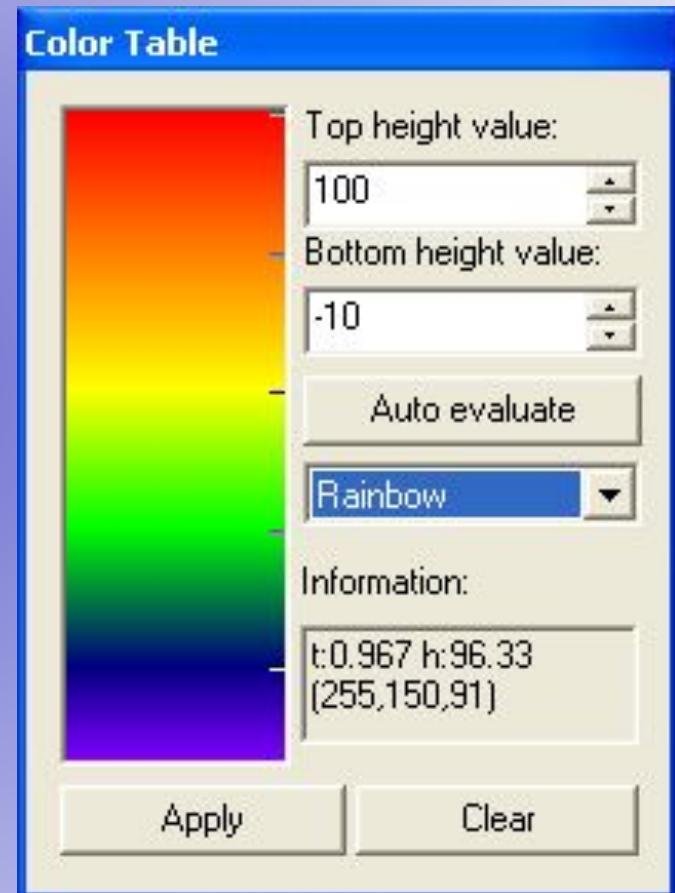 Color Table
Top height value:
100
Bottom height value:
-10
Auto evaluate
Rainbow
Information:
t:0.967 h:96.33
(255,150,91)
Apply
Clear